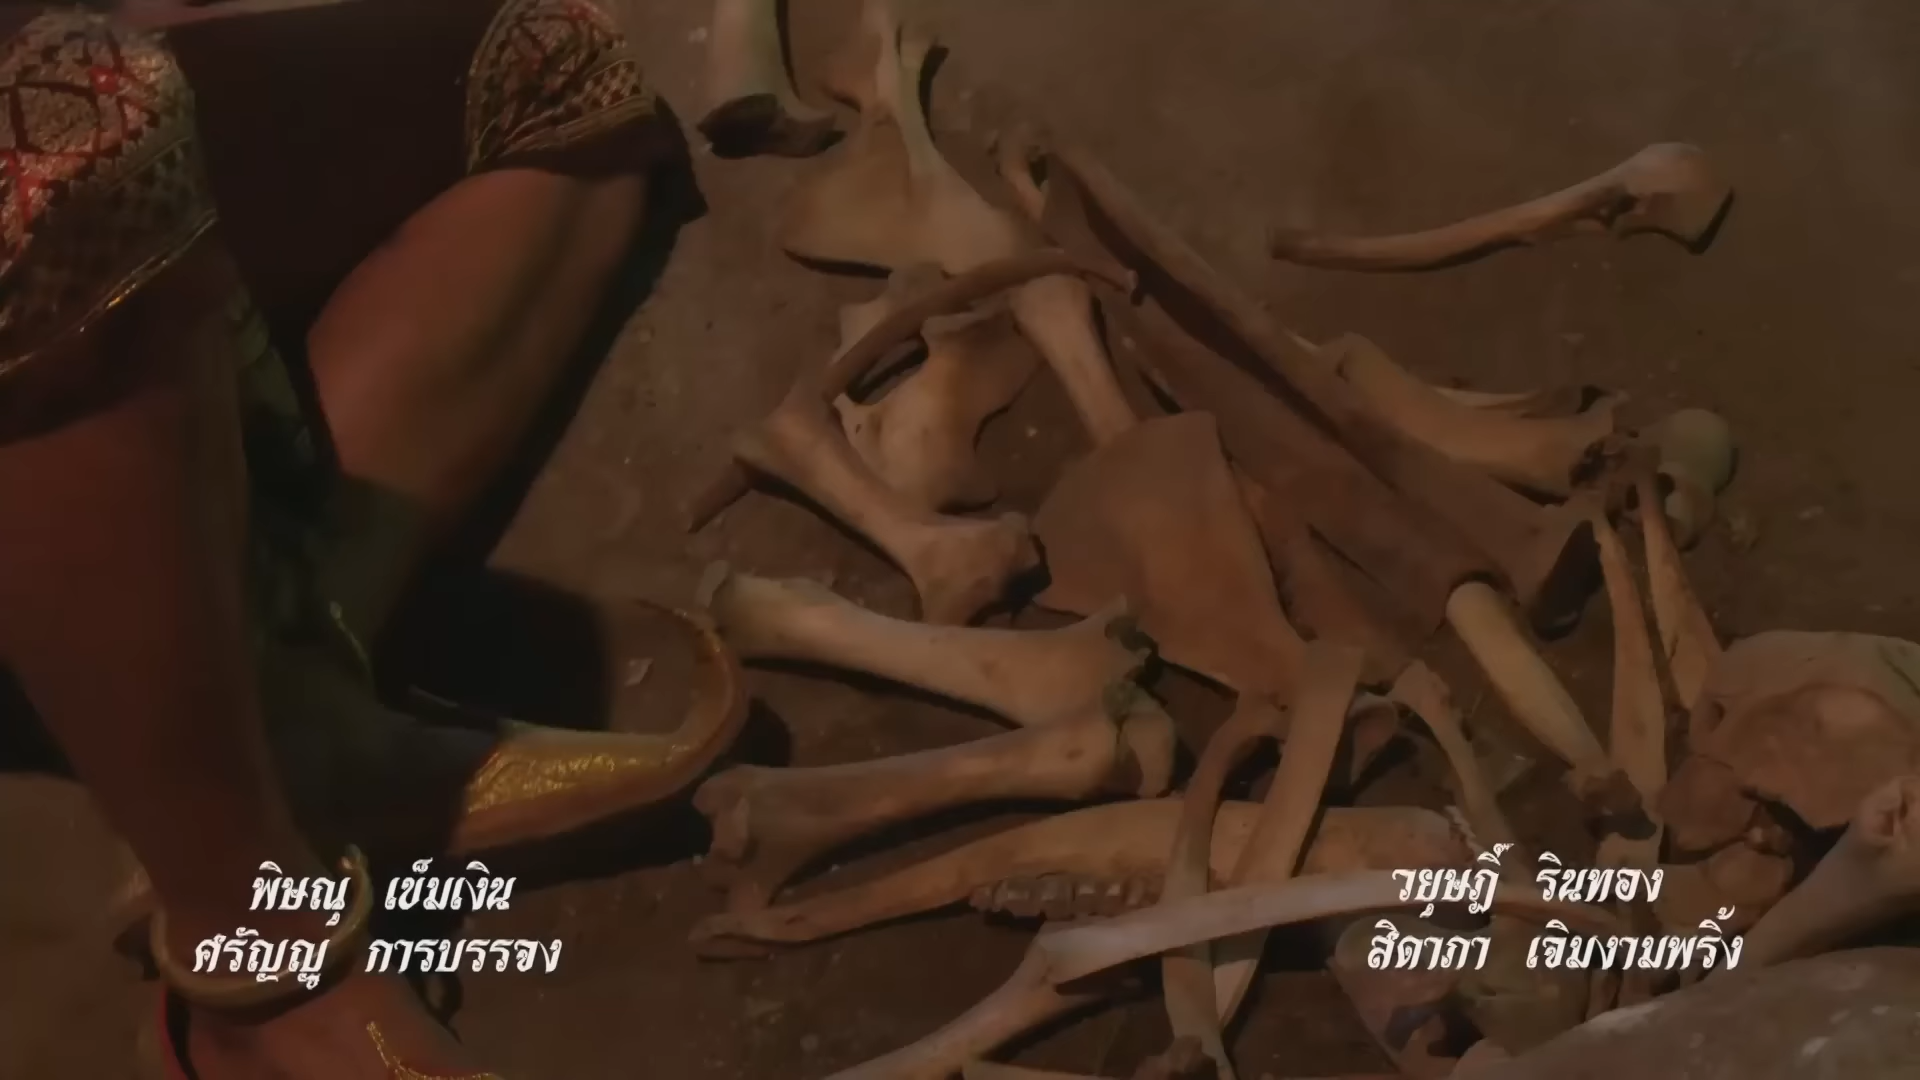 พิษณุ เข็มเงิน
ศรัญญู การบรรจง
วยุษฎิ์ รินทอง
สิดาภา เจิมงามพริ้ง